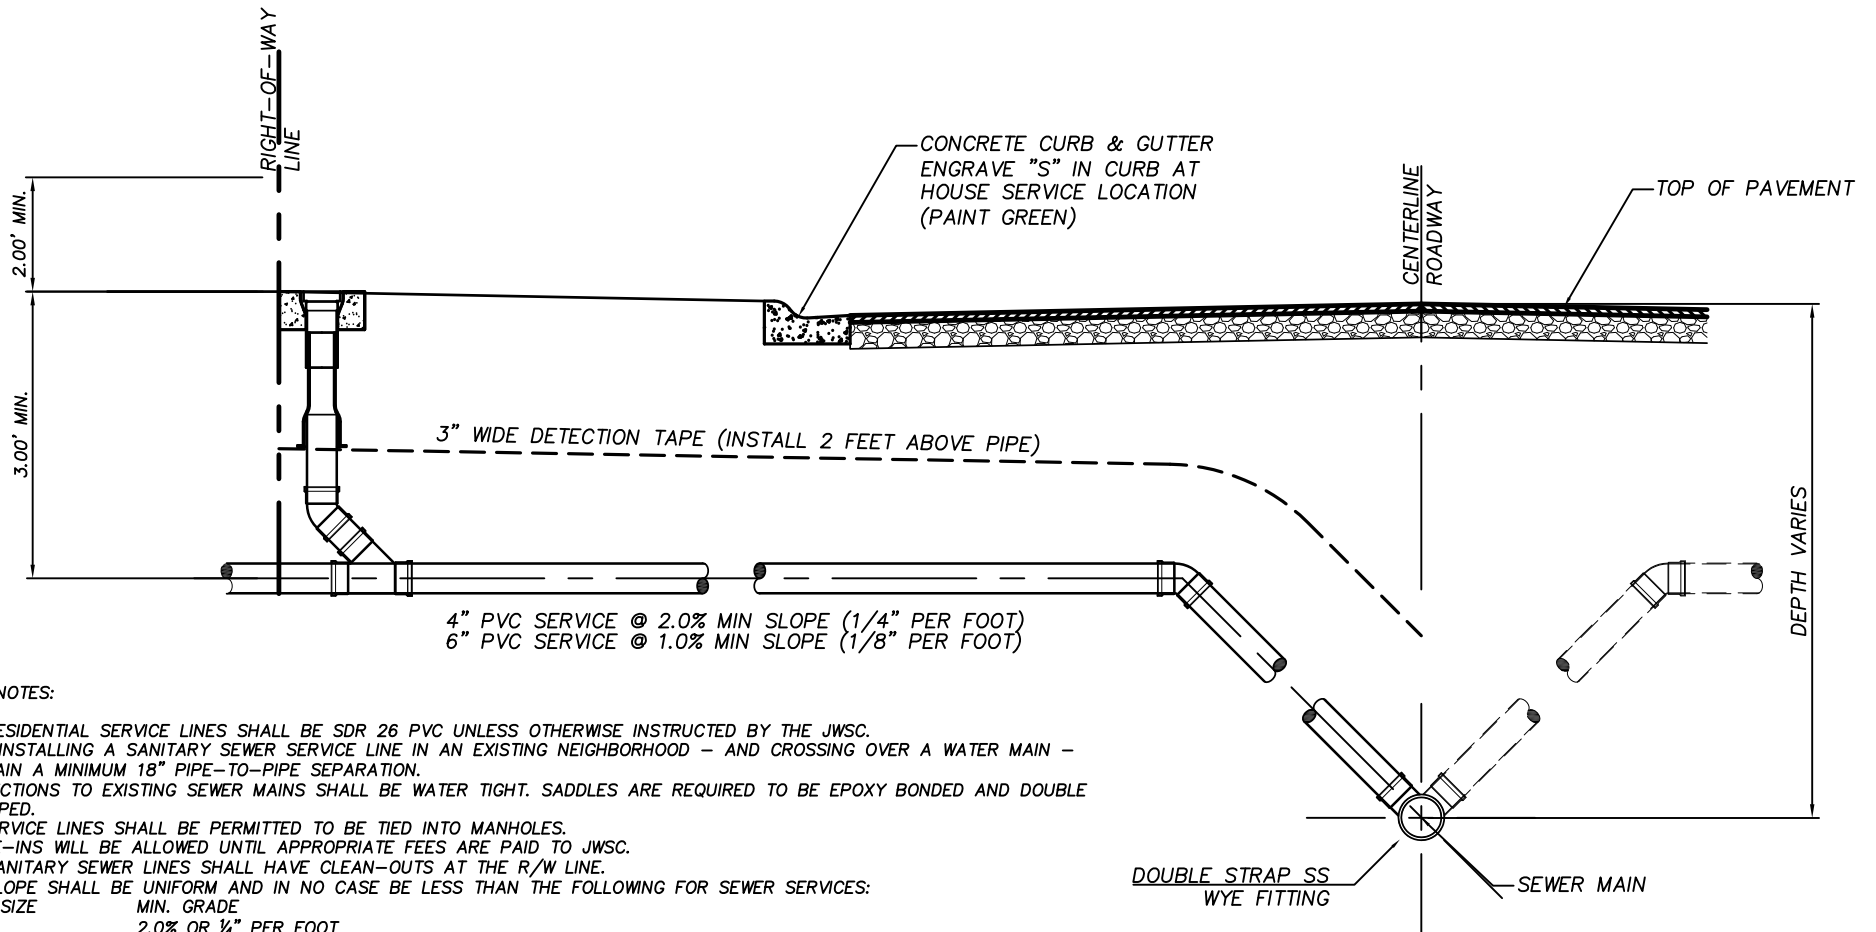 RIGHT-OF-WAY
LINE
2.00' MIN.
3.00' MIN.
CONCRETE CURB & GUTTER
ENGRAVE "S" IN CURB AT
HOUSE SERVICE LOCATION
(PAINT GREEN)
CENTERLINE
ROADWAY
TOP OF PAVEMENT
3" WIDE DETECTION TAPE (INSTALL 2 FEET ABOVE PIPE)
DEPTH VARIES
4" PVC SERVICE @ 2.0% MIN SLOPE (1/4" PER FOOT)
6" PVC SERVICE @ 1.0% MIN SLOPE (1/8" PER FOOT)
DOUBLE STRAP SS
WYE FITTING
SEWER MAIN
NOTES:
ESIDENTIAL SERVICE LINES SHALL BE SDR 26 PVC UNLESS OTHERWISE INSTRUCTED BY THE JWSC.
INSTALLING A SANITARY SEWER SERVICE LINE IN AN EXISTING NEIGHBORHOOD – AND CROSSING OVER A WATER MAIN –
AIN A MINIMUM 18" PIPE-TO-PIPE SEPARATION.
CTIONS TO EXISTING SEWER MAINS SHALL BE WATER TIGHT. SADDLES ARE REQUIRED TO BE EPOXY BONDED AND DOUBLE
PED.
RVICE LINES SHALL BE PERMITTED TO BE TIED INTO MANHOLES.
E-INS WILL BE ALLOWED UNTIL APPROPRIATE FEES ARE PAID TO JWSC.
ANITARY SEWER LINES SHALL HAVE CLEAN-OUTS AT THE R/W LINE.
LOPE SHALL BE UNIFORM AND IN NO CASE BE LESS THAN THE FOLLOWING FOR SEWER SERVICES:
SIZE MIN. GRADE
2.0% OR ¼" PER FOOT